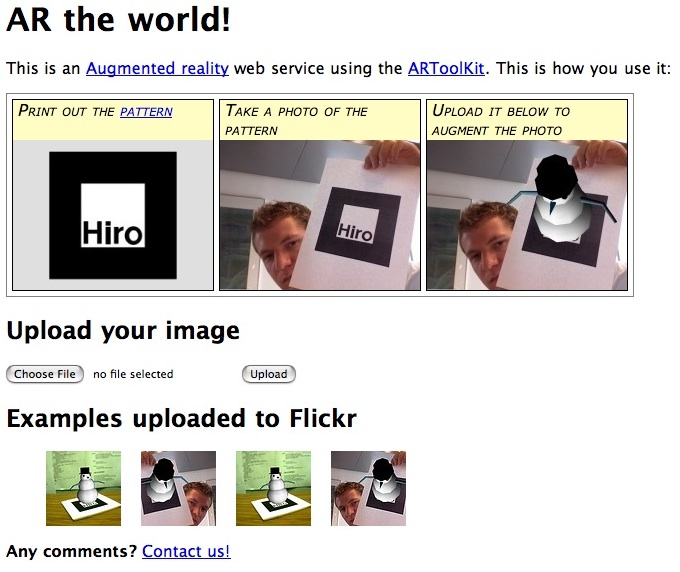 AR the world!
This is an Augmented reality web service using the ARToolKit. This is how you use it:
PRINT OUT THE PATTERN
TAKE A PHOTO OF THE
PATTERN
UPLOAD IT BELOW TO
AUGMENT THE PHOTO
Hiro
Hiro
Upload your image
Choose File no file selected Upload
Examples uploaded to Flickr
Any comments? Contact us!